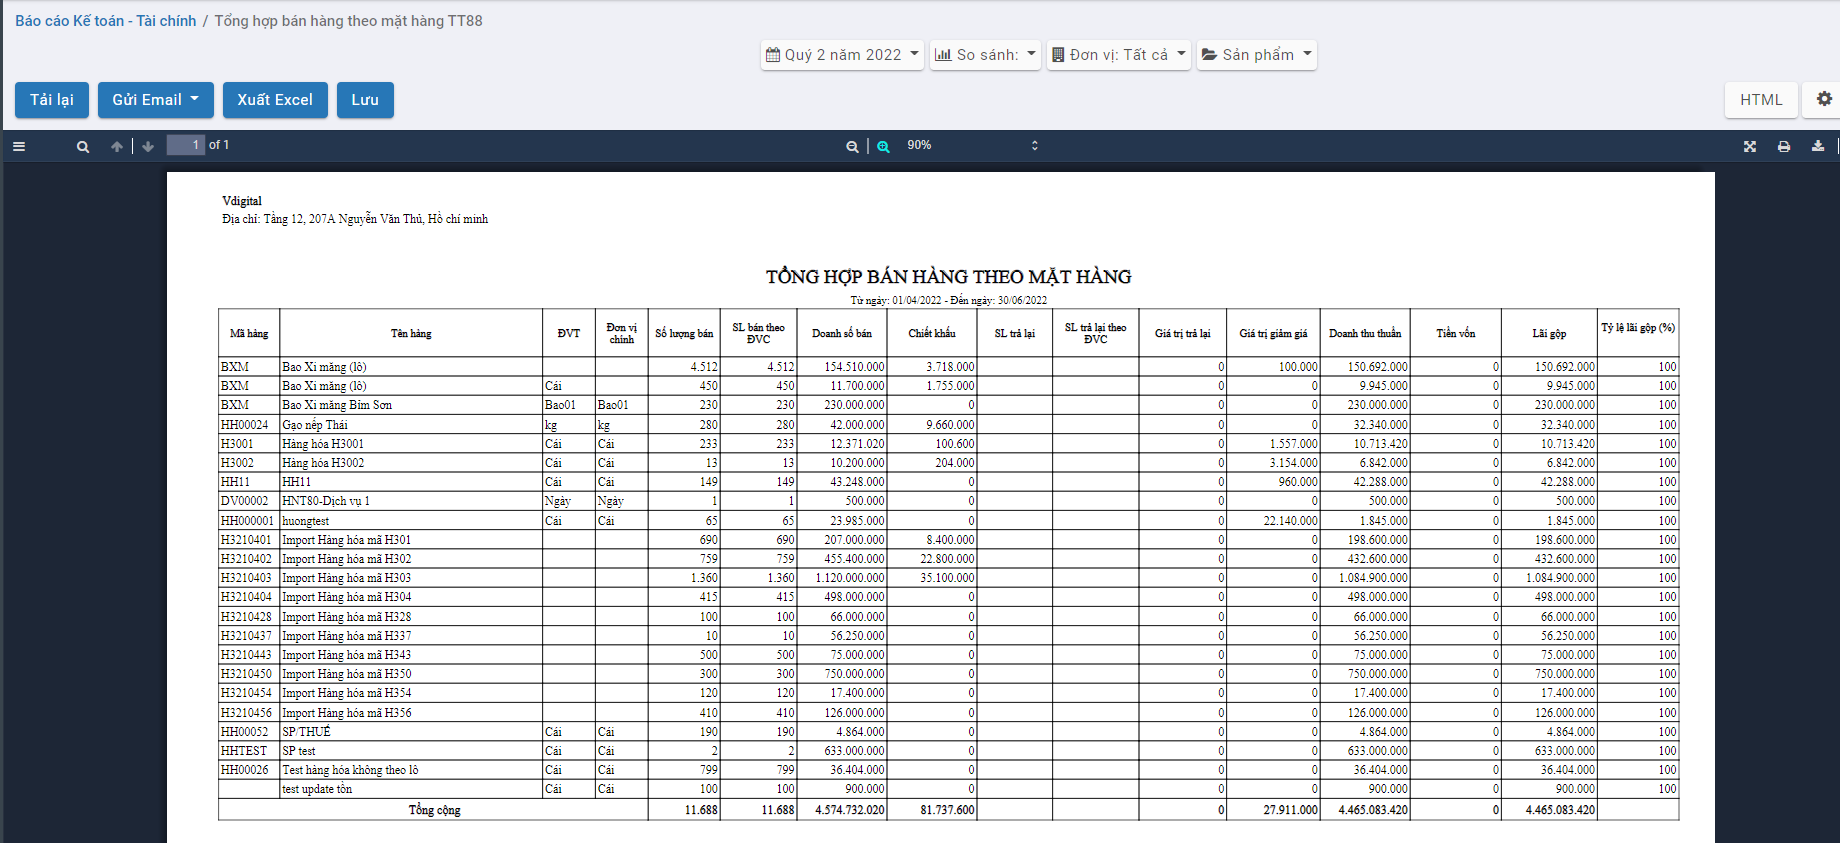 Báo cáo Kế toán - Tài chính / Tổng hợp bán hàng theo mặt hàng TT88
Quý 2 năm 2022 So sánh: Đơn vị: Tất cả Sản phẩm
Tải lại Gửi Email Xuất Excel Lưu HTML
1 of 1 90%
Vdigital
Địa chỉ: Tầng 12, 207A Nguyễn Văn Thủ, Hồ chí minh
TỔNG HỢP BÁN HÀNG THEO MẶT HÀNG
Từ ngày: 01/04/2022 - Đến ngày: 30/06/2022
Mã hàng Tên hàng ĐVT Đơn vị chính Số lượng bán SL bán theo ĐVC Doanh số bán Chiết khấu SL trả lại SL trả lại theo ĐVC Giá trị trả lại Giá trị giảm giá Doanh thu thuần Tiền vốn Lãi gộp Tỷ lệ lãi gộp (%)
BXM Bao Xi măng (lô) 4.512 4.512 154.510.000 3.718.000 0 100.000 150.692.000 0 150.692.000 100
BXM Bao Xi măng (lô) Cái 450 450 11.700.000 1.755.000 0 0 9.945.000 0 9.945.000 100
BXM Bao Xi măng Bỉm Sơn Bao01 Bao01 230 230 230.000.000 0 0 0 230.000.000 0 230.000.000 100
HH00024 Gạo nếp Thái kg kg 280 280 42.000.000 9.660.000 0 0 32.340.000 0 32.340.000 100
H3001 Hàng hóa H3001 Cái Cái 233 233 12.371.020 100.600 0 1.557.000 10.713.420 0 10.713.420 100
H3002 Hàng hóa H3002 Cái Cái 13 13 10.200.000 204.000 0 3.154.000 6.842.000 0 6.842.000 100
HH11 HH11 Cái Cái 149 149 43.248.000 0 0 960.000 42.288.000 0 42.288.000 100
DV00002 HNT80-Dịch vụ 1 Ngày Ngày 1 1 500.000 0 0 0 500.000 0 500.000 100
HH000001 huongtest Cái Cái 65 65 23.985.000 0 0 22.140.000 1.845.000 0 1.845.000 100
H3210401 Import Hàng hóa mã H301 690 690 207.000.000 8.400.000 0 0 198.600.000 0 198.600.000 100
H3210402 Import Hàng hóa mã H302 759 759 455.400.000 22.800.000 0 0 432.600.000 0 432.600.000 100
H3210403 Import Hàng hóa mã H303 1.360 1.360 1.120.000.000 35.100.000 0 0 1.084.900.000 0 1.084.900.000 100
H3210404 Import Hàng hóa mã H304 415 415 498.000.000 0 0 0 498.000.000 0 498.000.000 100
H3210428 Import Hàng hóa mã H328 100 100 66.000.000 0 0 0 66.000.000 0 66.000.000 100
H3210437 Import Hàng hóa mã H337 10 10 56.250.000 0 0 0 56.250.000 0 56.250.000 100
H3210443 Import Hàng hóa mã H343 500 500 75.000.000 0 0 0 75.000.000 0 75.000.000 100
H3210450 Import Hàng hóa mã H350 300 300 750.000.000 0 0 0 750.000.000 0 750.000.000 100
H3210454 Import Hàng hóa mã H354 120 120 17.400.000 0 0 0 17.400.000 0 17.400.000 100
H3210456 Import Hàng hóa mã H356 410 410 126.000.000 0 0 0 126.000.000 0 126.000.000 100
HH00052 SP/THUẾ Cái Cái 190 190 4.864.000 0 0 0 4.864.000 0 4.864.000 100
HHTEST SP test Cái Cái 2 2 633.000.000 0 0 0 633.000.000 0 633.000.000 100
HH00026 Test hàng hóa không theo lô Cái Cái 799 799 36.404.000 0 0 0 36.404.000 0 36.404.000 100
test update tồn Cái Cái 100 100 900.000 0 0 0 900.000 0 900.000 100
Tổng cộng 11.688 11.688 4.574.732.020 81.737.600 0 27.911.000 4.465.083.420 0 4.465.083.420